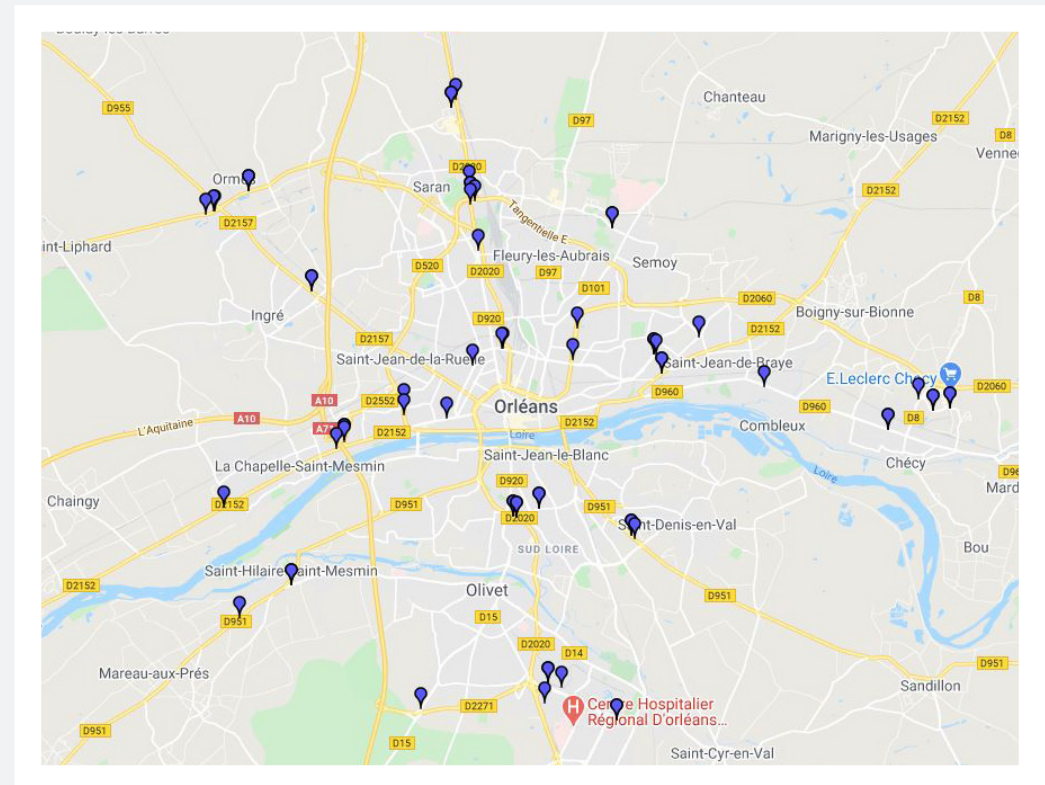 Chanteau
D955
D97
D2152
D8
Marigny-les-Usages
Venne
D2020
Saran
D2152
Tangentielle E
D2157
int-Liphard
Fleury-les-Aubrais
Semoy
D520
D2020
D97
D101
D2060
D8
Ingré
Boigny-sur-Bionne
D920
D2152
D2157
Saint-Jean-de-la-Ruelle
Saint-Jean-de-Braye
E.Leclerc Chécy
D2060
D960
A10
D2552
Orléans
D960
A10
D8
L'Aquitaine
D2152
D2152
Combleux
Loire
La Chapelle-Saint-Mesmin
Saint-Jean-le-Blanc
Chécy
Loire
D920
Chaingy
D2152
D951
D951
D2020
Saint-Denis-en-Val
SUD LOIRE
Bou
Saint-Hilaire-Saint-Mesmin
D2152
Olivet
D951
D951
D15
D2020
D14
D951
Mareau-aux-Prés
Sandillon
D2271
Centre Hospitalier
Régional D'orléans...
D951
D15
Saint-Cyr-en-Val